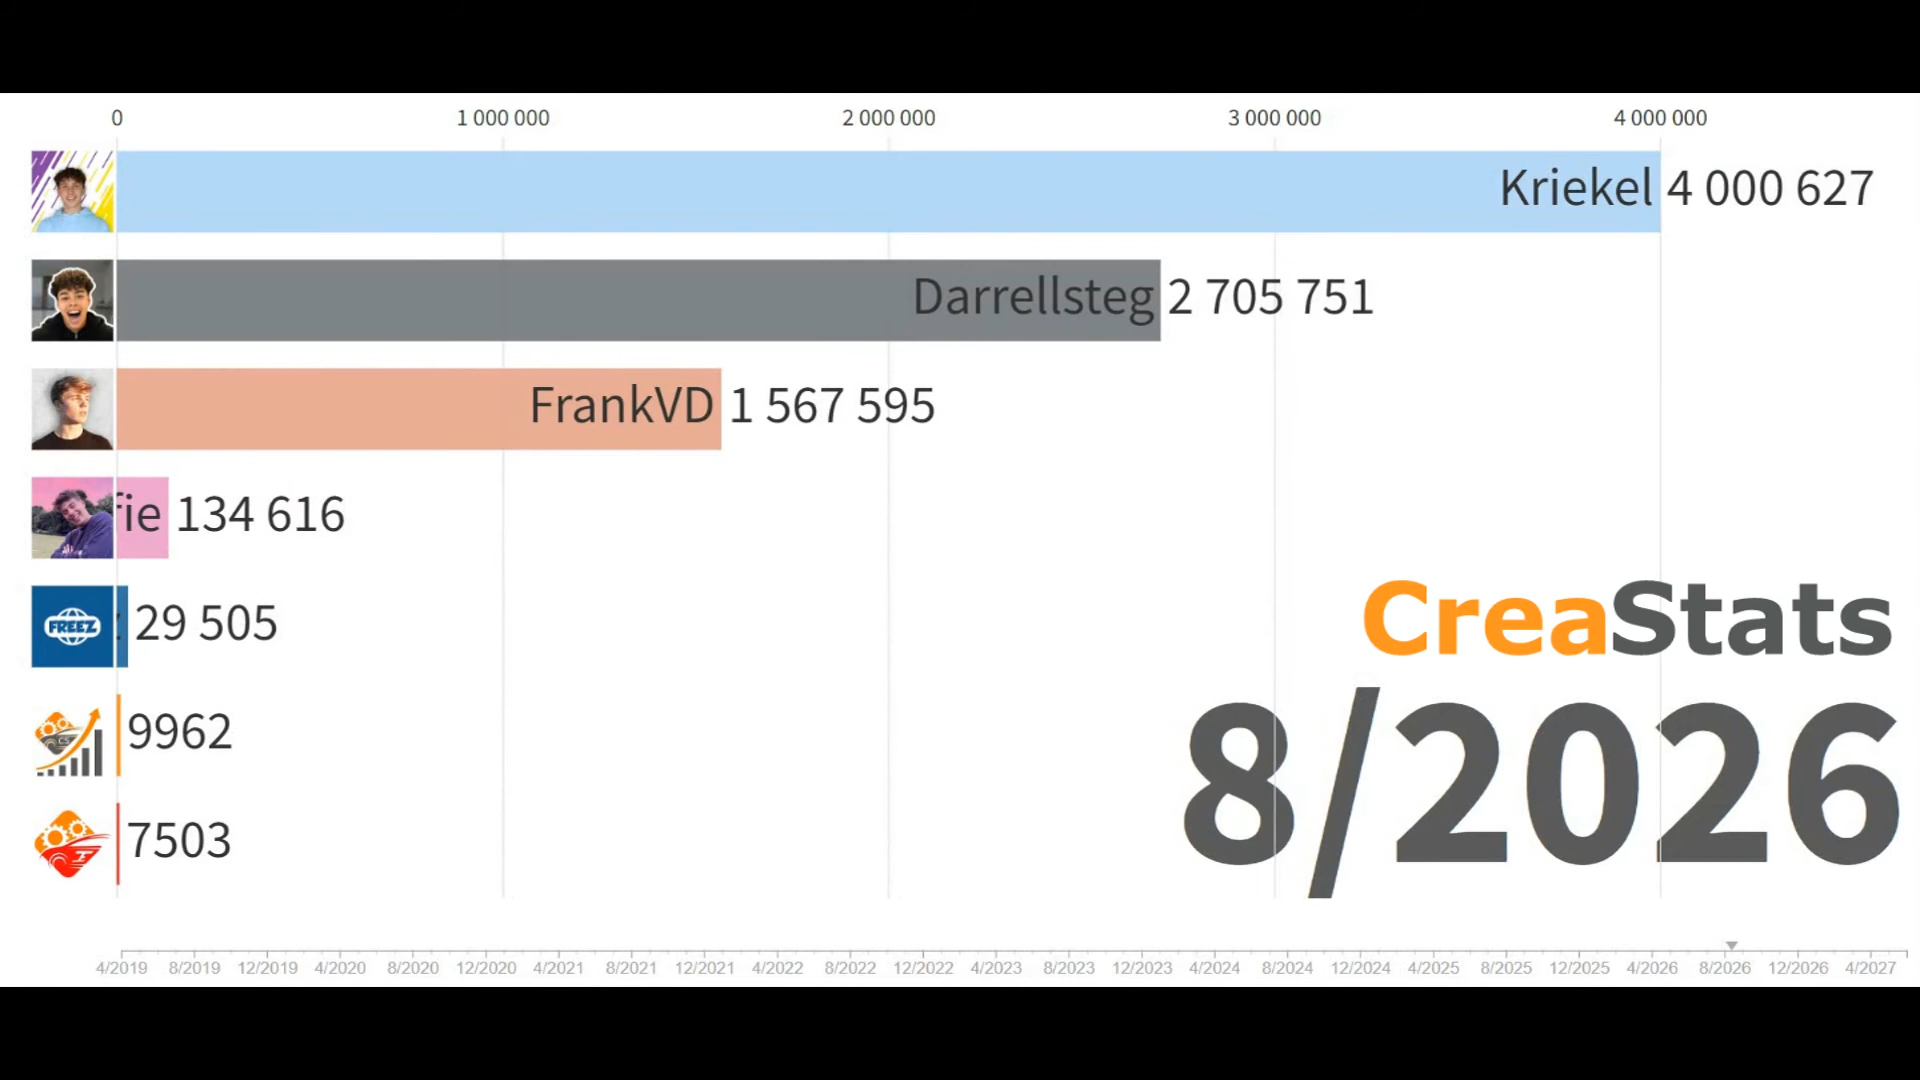 0 1 000 000 2 000 000 3 000 000 4 000 000
Kriekel 4 000 627
Darrellsteg 2 705 751
FrankVD 1 567 595
fie 134 616
FREEZ 29 505
9962
7503
CreaStats
8/2026
4/2019 8/2019 12/2019 4/2020 8/2020 12/2020 4/2021 8/2021 12/2021 4/2022 8/2022 12/2022 4/2023 8/2023 12/2023 4/2024 8/2024 12/2024 4/2025 8/2025 12/2025 4/2026 8/2026 12/2026 4/2027